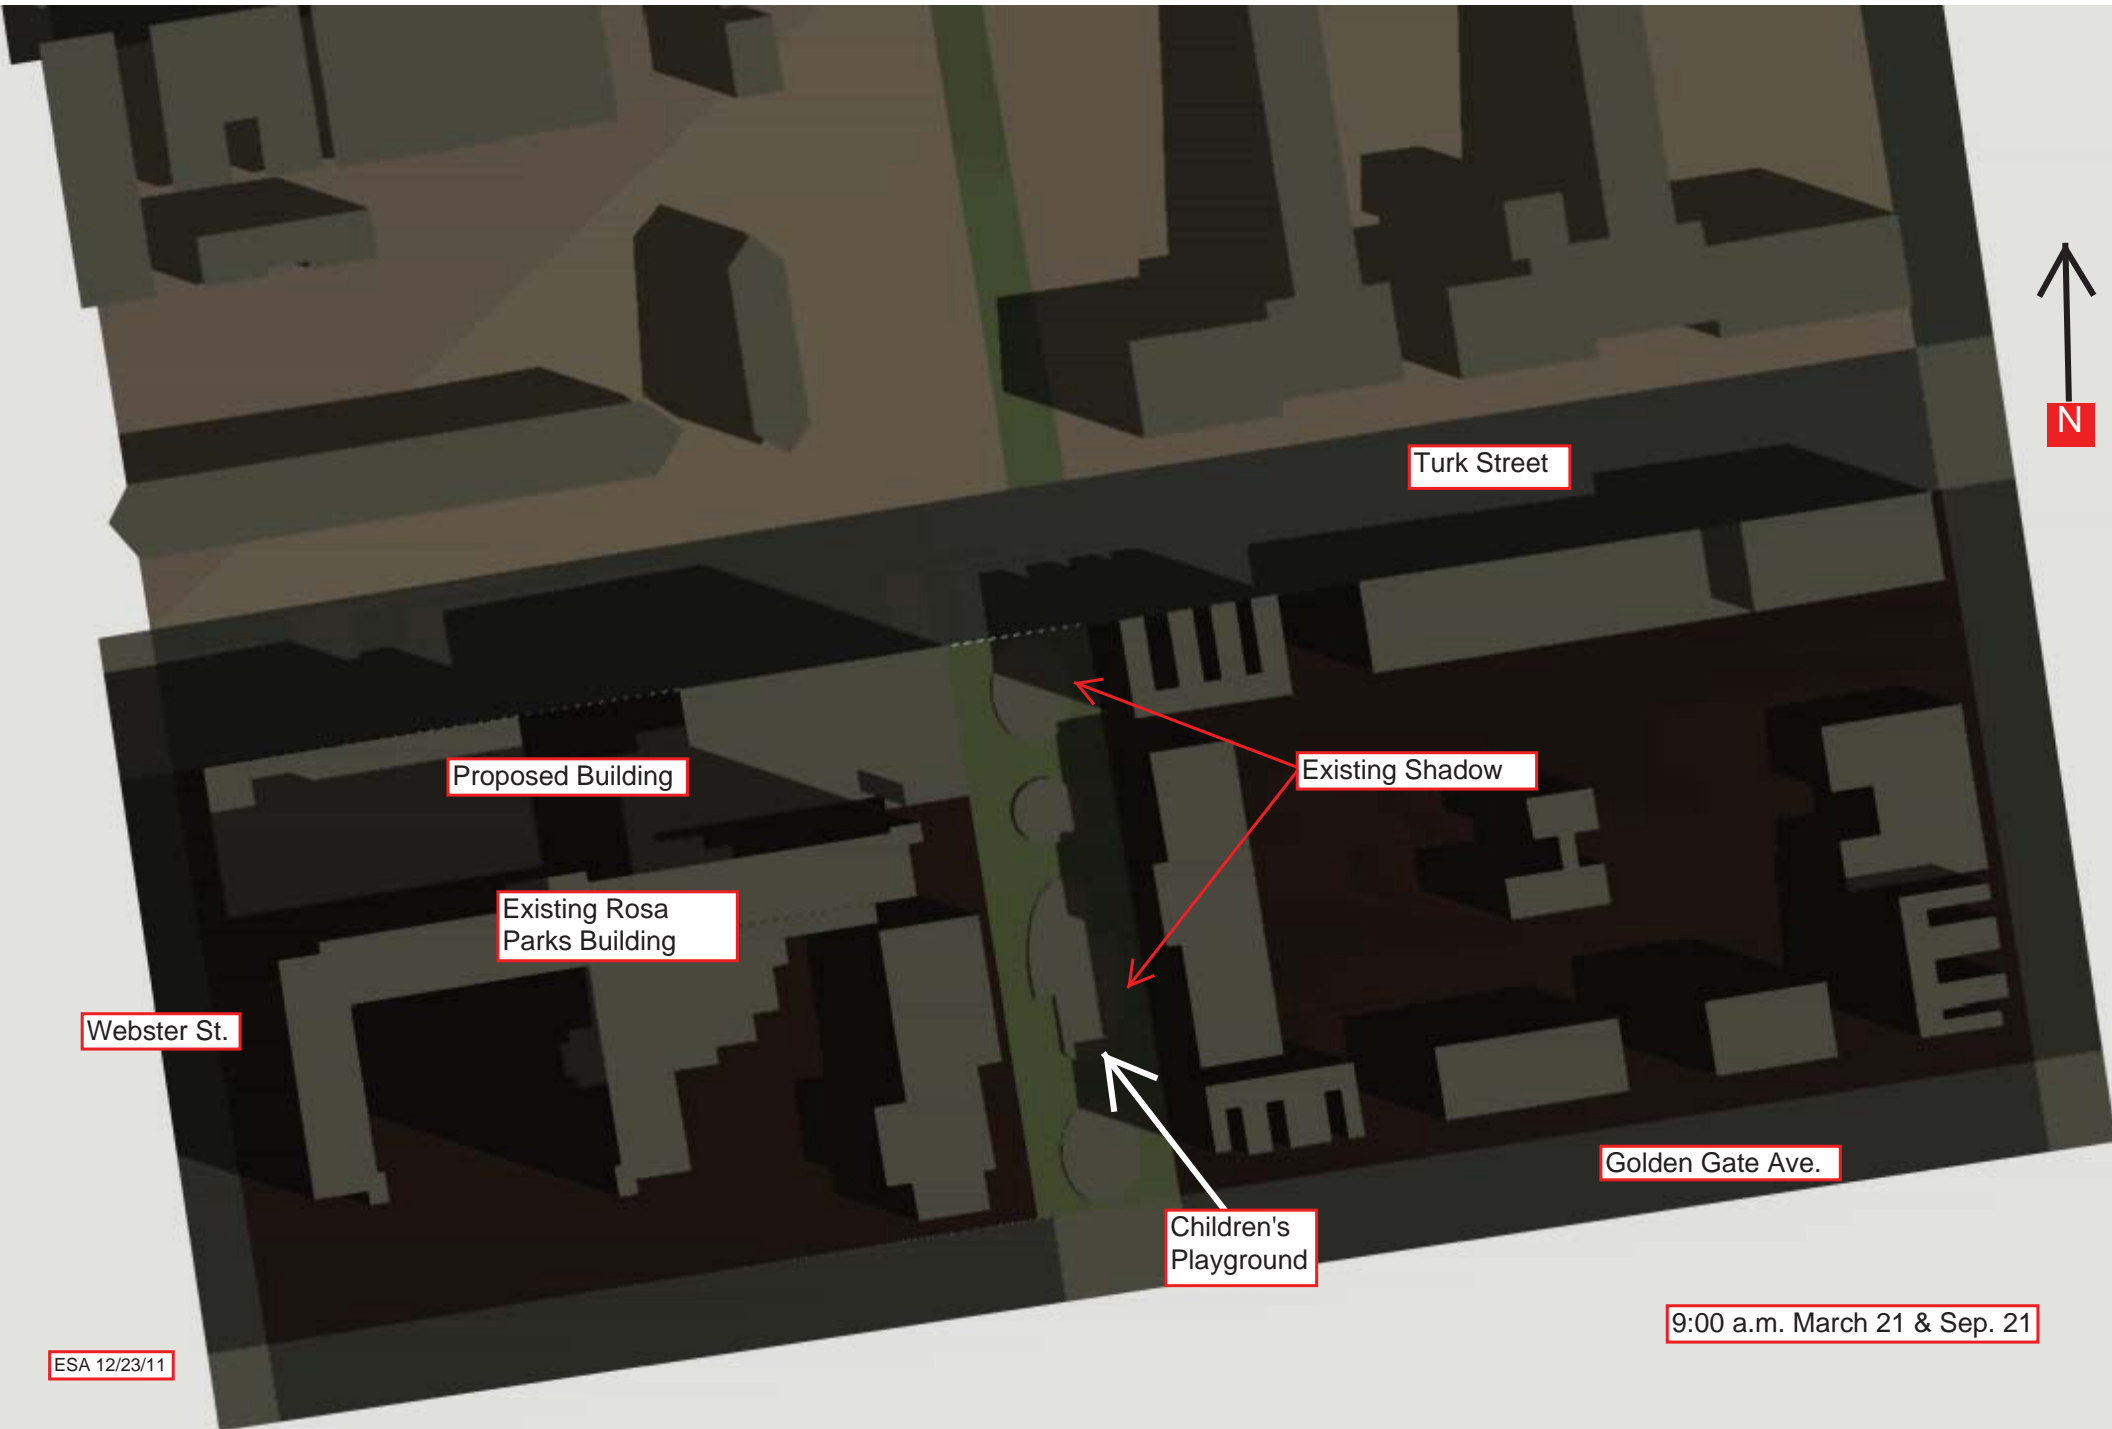 Turk Street
N
Proposed Building
Existing Shadow
Existing Rosa
Parks Building
Webster St.
Golden Gate Ave.
Children's
Playground
9:00 a.m. March 21 & Sep. 21
ESA 12/23/11